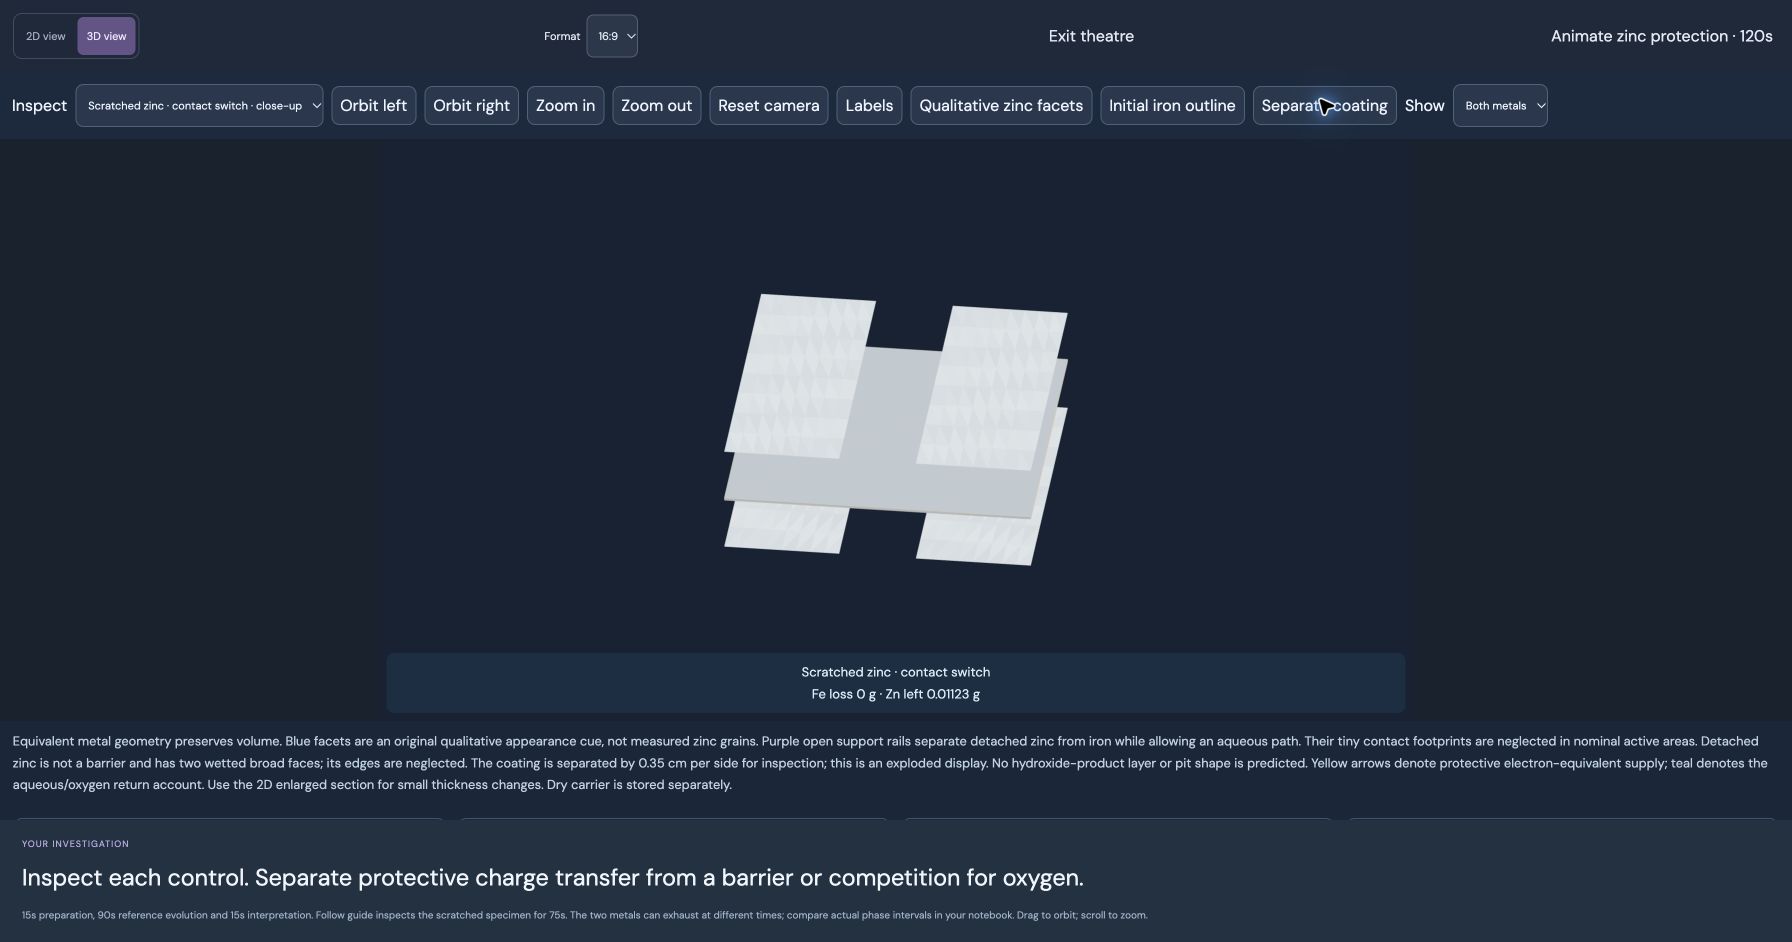 2D view
3D view
Format
16:9
Exit theatre
Animate zinc protection · 120s
Inspect
Scratched zinc · contact switch · close-up
Orbit left
Orbit right
Zoom in
Zoom out
Reset camera
Labels
Qualitative zinc facets
Initial iron outline
Separate coating
Show
Both metals
Scratched zinc · contact switch
Fe loss 0 g · Zn left 0.01123 g
Equivalent metal geometry preserves volume. Blue facets are an original qualitative appearance cue, not measured zinc grains. Purple open support rails separate detached zinc from iron while allowing an aqueous path. Their tiny contact footprints are neglected in nominal active areas. Detached
zinc is not a barrier and has two wetted broad faces; its edges are neglected. The coating is separated by 0.35 cm per side for inspection; this is an exploded display. No hydroxide-product layer or pit shape is predicted. Yellow arrows denote protective electron-equivalent supply; teal denotes the
aqueous/oxygen return account. Use the 2D enlarged section for small thickness changes. Dry carrier is stored separately.
YOUR INVESTIGATION
Inspect each control. Separate protective charge transfer from a barrier or competition for oxygen.
15s preparation, 90s reference evolution and 15s interpretation. Follow guide inspects the scratched specimen for 75s. The two metals can exhaust at different times; compare actual phase intervals in your notebook. Drag to orbit; scroll to zoom.